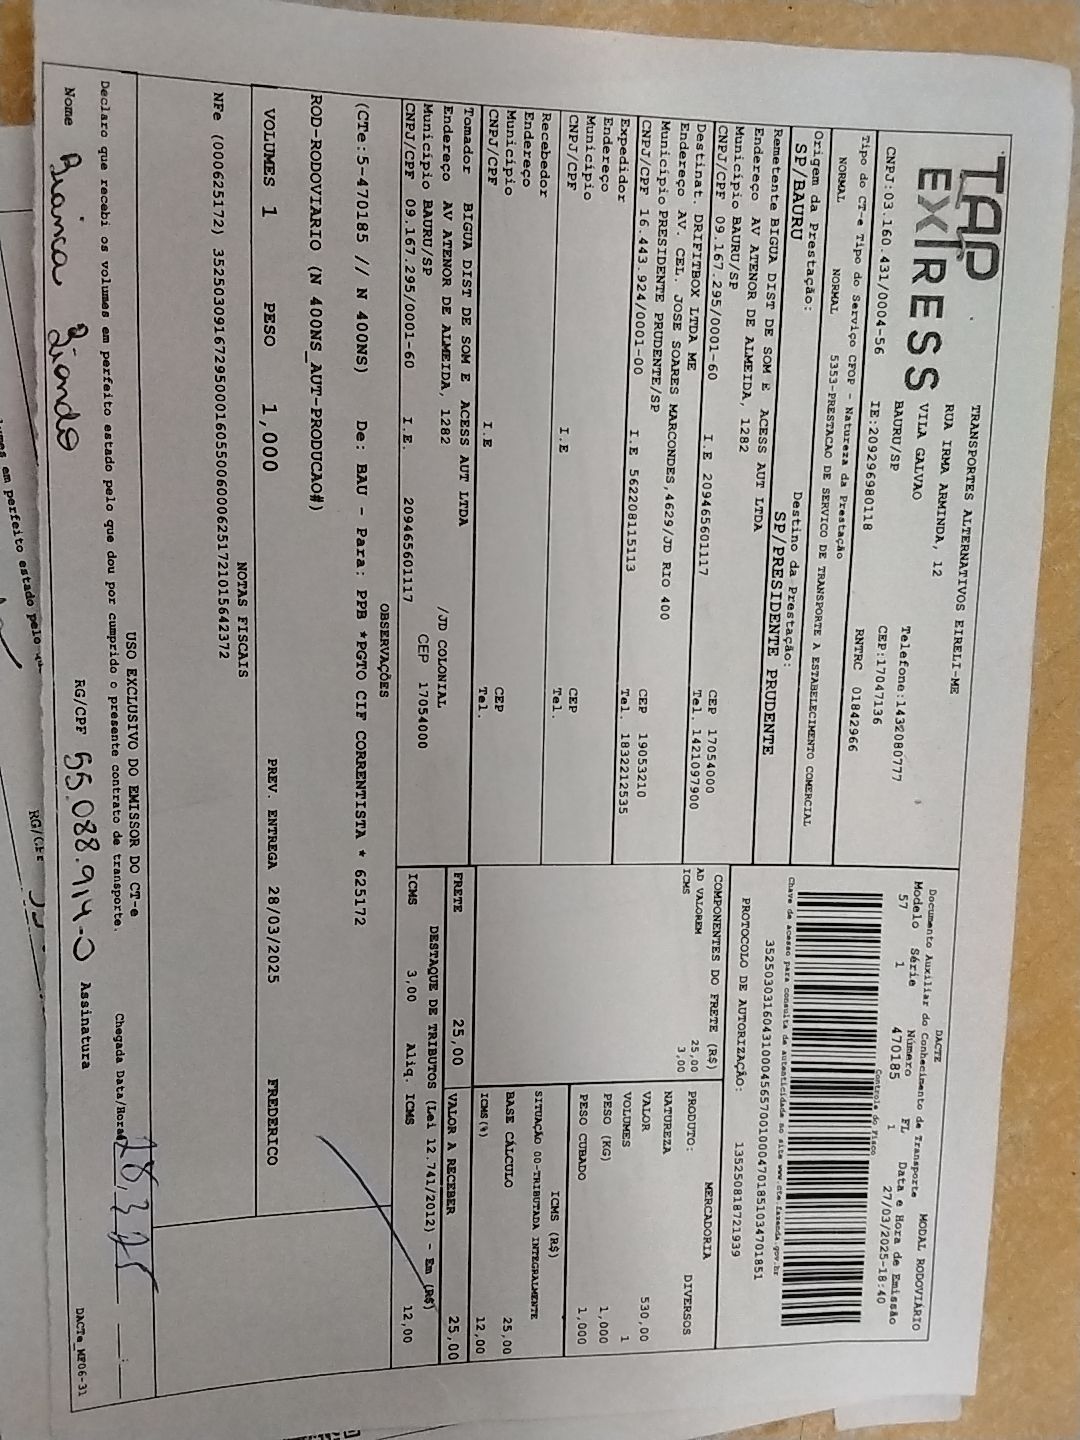 TAP
EXPRESS
TRANSPORTES ALTERNATIVOS EIRELI-ME
RUA IRMA ARMINDA, 12
VILA GALVAO
BAURU/SP
Telefone:1432080777
CEP:17047136
CNPJ:03.160.431/0004-56 IE:209296980118 RNTRC 01842966
DACTE MODAL RODOVIÁRIO
Documento Auxiliar do Conhecimento de Transporte
Modelo Série Número FL Data e Hora de Emissão
57 1 470185 1 27/03/2025-18:40
Controle do Fisco
Tipo do CT-e Tipo do Serviço CFOP - Natureza da Prestação
NORMAL NORMAL 5353-PRESTACAO DE SERVICO DE TRANSPORTE A ESTABELECIMENTO COMERCIAL
Chave de acesso para consulta de autenticidade no site www.cte.fazenda.gov.br
35250303160431000456570010004701851034701851
PROTOCOLO DE AUTORIZAÇÃO: 135250818721939
Origem da Prestação: Destino da Prestação:
SP/BAURU SP/PRESIDENTE PRUDENTE
Remetente BIGUA DIST DE SOM E ACESS AUT LTDA
Endereço AV ATENOR DE ALMEIDA, 1282
Município BAURU/SP CEP 17054000
CNPJ/CPF 09.167.295/0001-60 I.E 209465601117 Tel. 1421097900
Destinat. DRIFITBOX LTDA ME
Endereço AV. CEL. JOSE SOARES MARCONDES,4629/JD RIO 400
Município PRESIDENTE PRUDENTE/SP CEP 19053210
CNPJ/CPF 16.443.924/0001-00 I.E 562208115113 Tel. 1832212535
Expedidor
Endereço
Município CEP
CNPJ/CPF I.E Tel.
Recebedor
Endereço
Município CEP
CNPJ/CPF I.E Tel.
COMPONENTES DO FRETE (R$)
AD VALOREM 25,00
ICMS 3,00
MERCADORIA
PRODUTO: DIVERSOS
NATUREZA
VALOR 530,00
VOLUMES 1
PESO (KG) 1,000
PESO CUBADO 1,000
ICMS (R$)
SITUAÇÃO 00-TRIBUTADA INTEGRALMENTE
BASE CÁLCULO 25,00
ICMS(%) 12,00
Tomador BIGUA DIST DE SOM E ACESS AUT LTDA
Endereço AV ATENOR DE ALMEIDA, 1282 /JD COLONIAL
Município BAURU/SP CEP 17054000
CNPJ/CPF 09.167.295/0001-60 I.E. 209465601117
FRETE 25,00 VALOR A RECEBER 25,00
DESTAQUE DE TRIBUTOS (Lei 12.741/2012) - Em (R$)
ICMS 3,00 Aliq. ICMS 12,00
OBSERVAÇÕES
(CTe:5-470185 // N 400NS) De: BAU - Para: PPB *PGTO CIF CORRENTISTA * 625172
ROD-RODOVIARIO (N 400NS_AUT-PRODUCAO#)
VOLUMES 1 PESO 1,000 PREV. ENTREGA 28/03/2025 FREDERICO
NOTAS FISCAIS
NFe (000625172) 35250309167295000160550060006251721015642372
USO EXCLUSIVO DO EMISSOR DO CT-e
Declaro que recebi os volumes em perfeito estado pelo que dou por cumprido o presente contrato de transporte. Chegada Data/Hora 28,3,25 __:__
Nome Bianca RG/CPF 55.088.914-0 Assinatura
DACTe_MF06-31
em perfeito estado pelo
RG/CPF